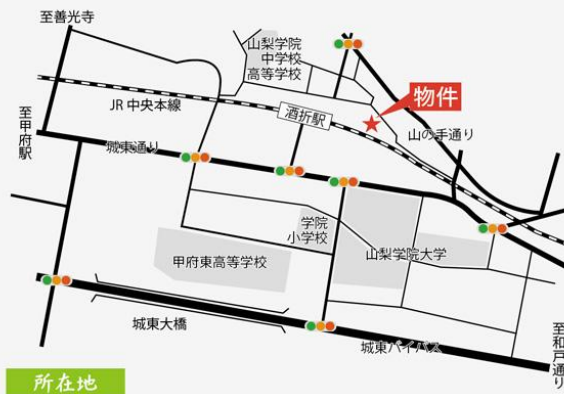 至善光寺
山梨学院
中学校
高等学校
物件
JR中央本線
酒折駅
山の手通り
至甲府駅
城東通り
学院
小学校
山梨学院大学
甲府東高等学校
城東大橋
城東バイパス
至和戸通り
所在地